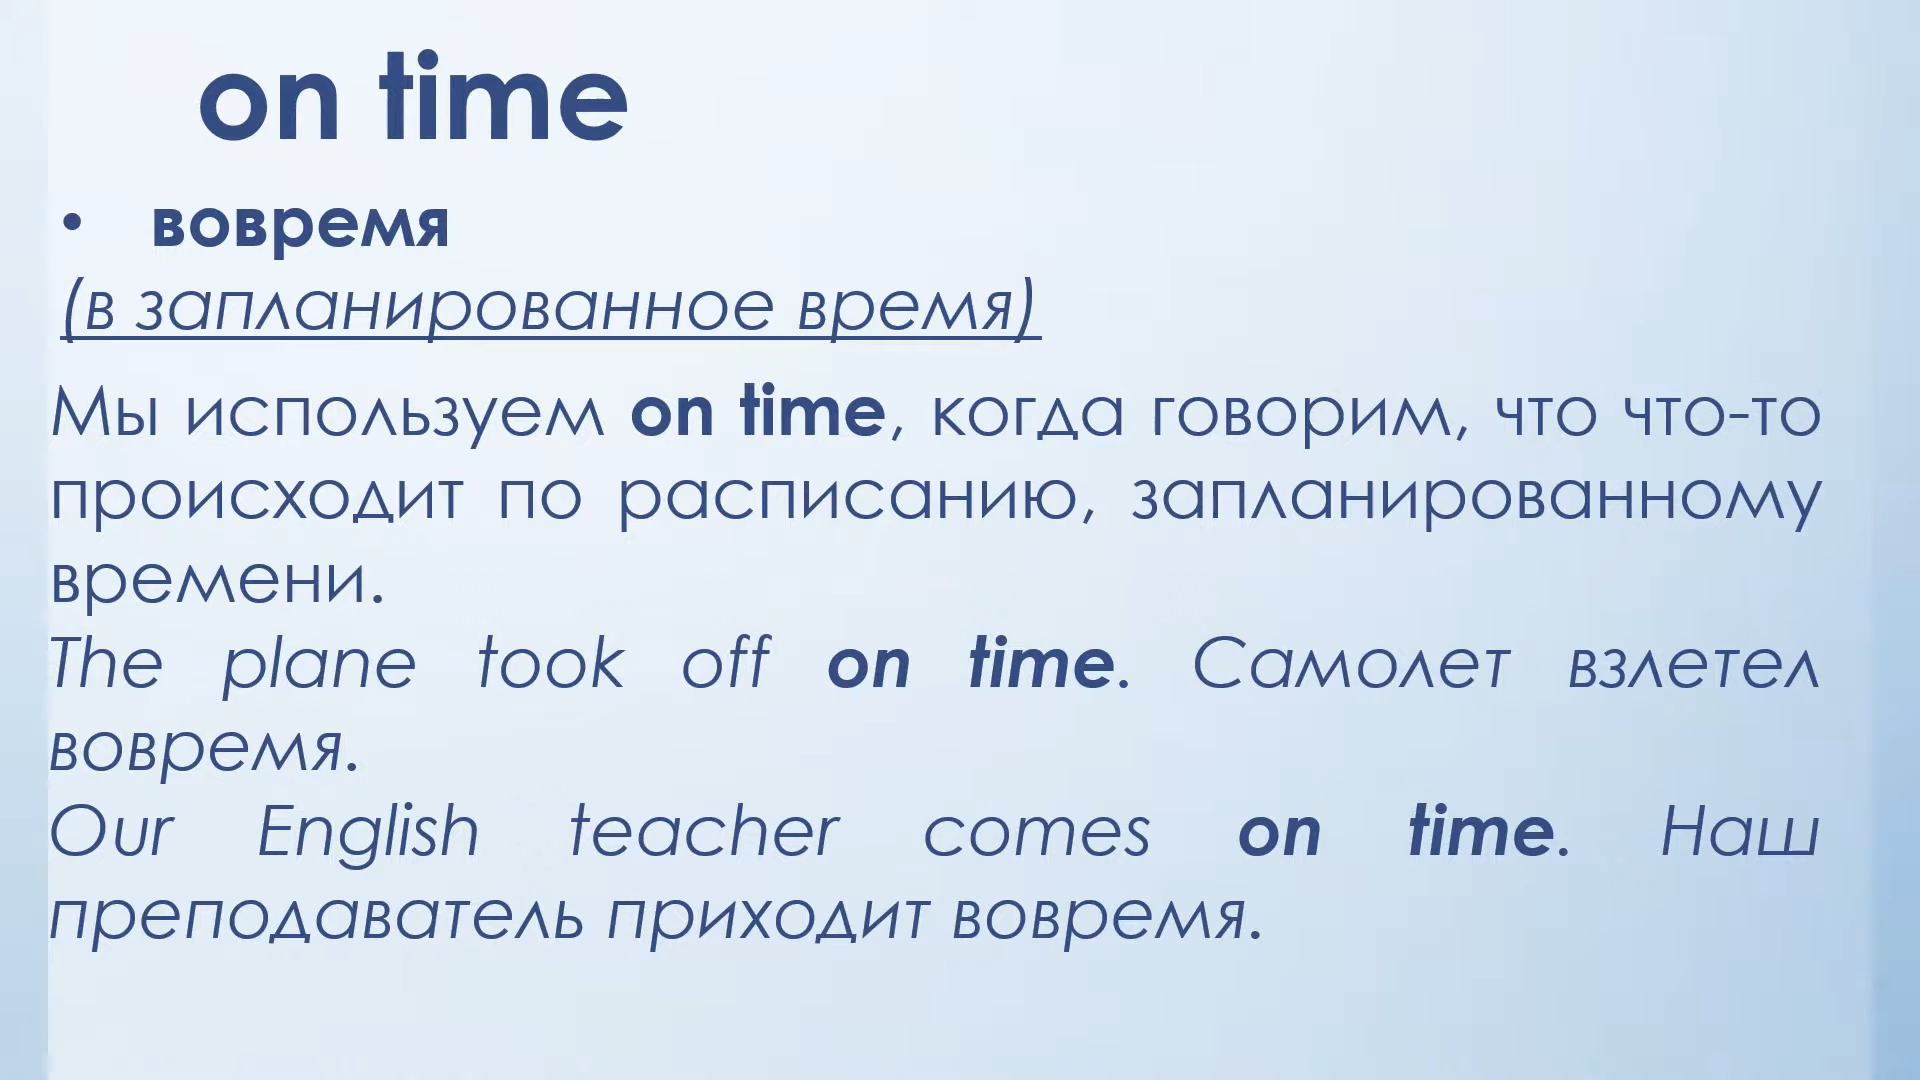 on time
• вовремя
(в запланированное время)
Мы используем on time, когда говорим, что что-то
происходит по расписанию, запланированному
времени.
The plane took off on time. Самолет взлетел
вовремя.
Our English teacher comes on time. Наш
преподаватель приходит вовремя.